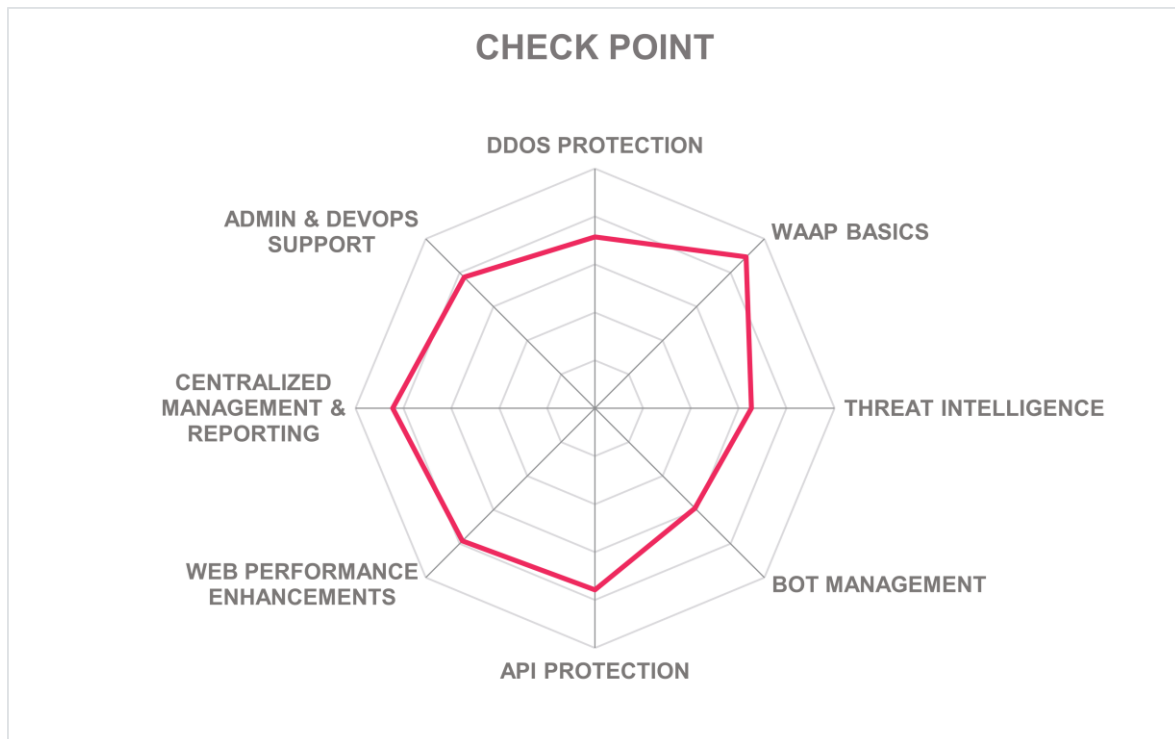 CHECK POINT
DDOS PROTECTION
ADMIN & DEVOPS
SUPPORT
WAAP BASICS
CENTRALIZED
MANAGEMENT &
REPORTING
THREAT INTELLIGENCE
WEB PERFORMANCE
ENHANCEMENTS
BOT MANAGEMENT
API PROTECTION